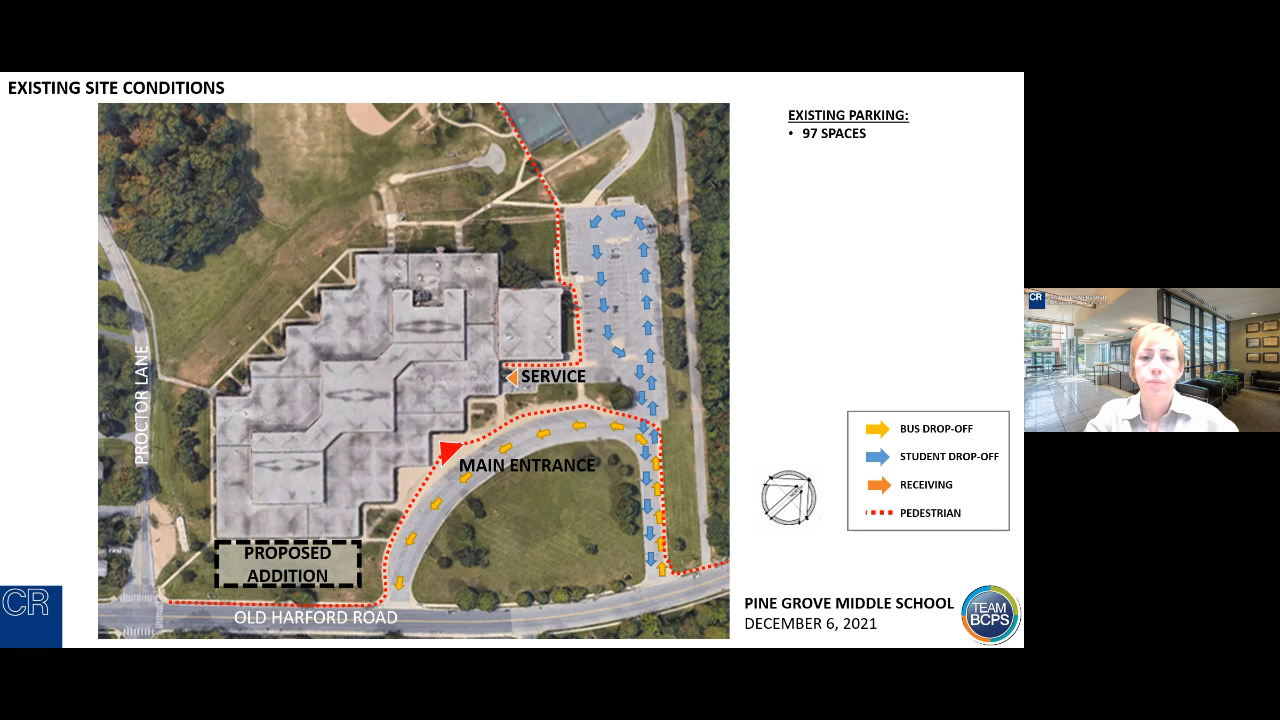 EXISTING SITE CONDITIONS
EXISTING PARKING:
• 97 SPACES
PROCTOR LANE
SERVICE
MAIN ENTRANCE
PROPOSED
ADDITION
OLD HARFORD ROAD
BUS DROP-OFF
STUDENT DROP-OFF
RECEIVING
PEDESTRIAN
PINE GROVE MIDDLE SCHOOL
DECEMBER 6, 2021
TEAM
BCPS
CR
CR